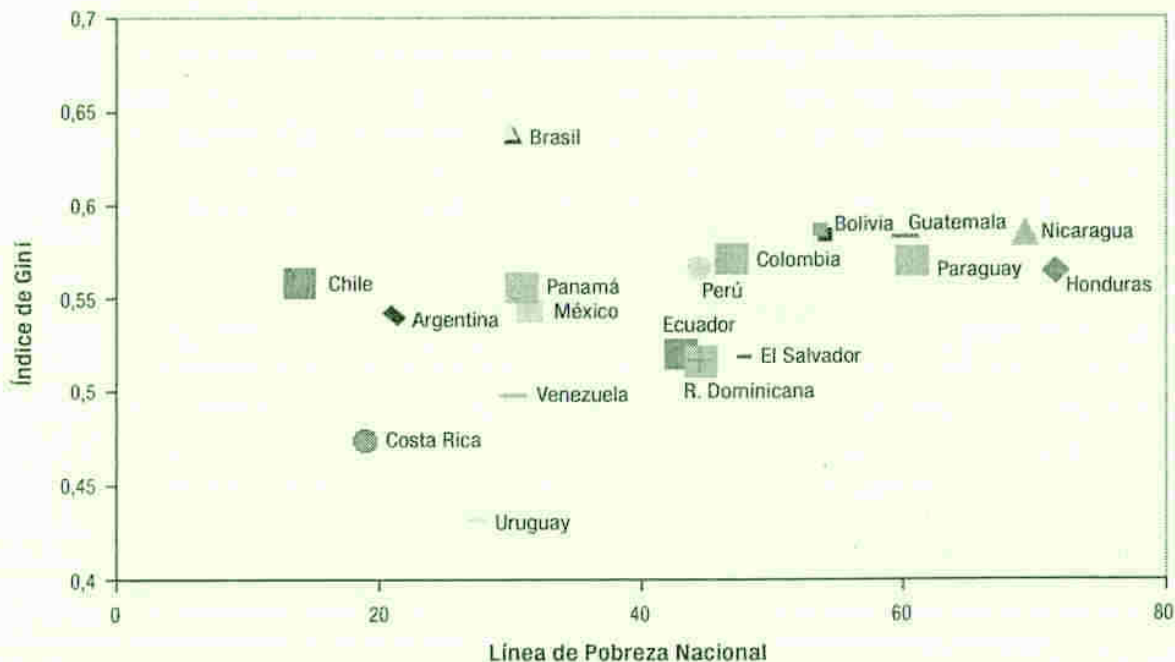 0,7
0,65
Brasil
0,6
Bolivia
Guatemala
Nicaragua
Colombia
Paraguay
Honduras
Chile
Panamá
Perú
0,55
México
Argentina
Ecuador
El Salvador
0,5
Venezuela
R. Dominicana
Costa Rica
0,45
Uruguay
0,4
0
20
40
60
80
Índice de Gini
Línea de Pobreza Nacional